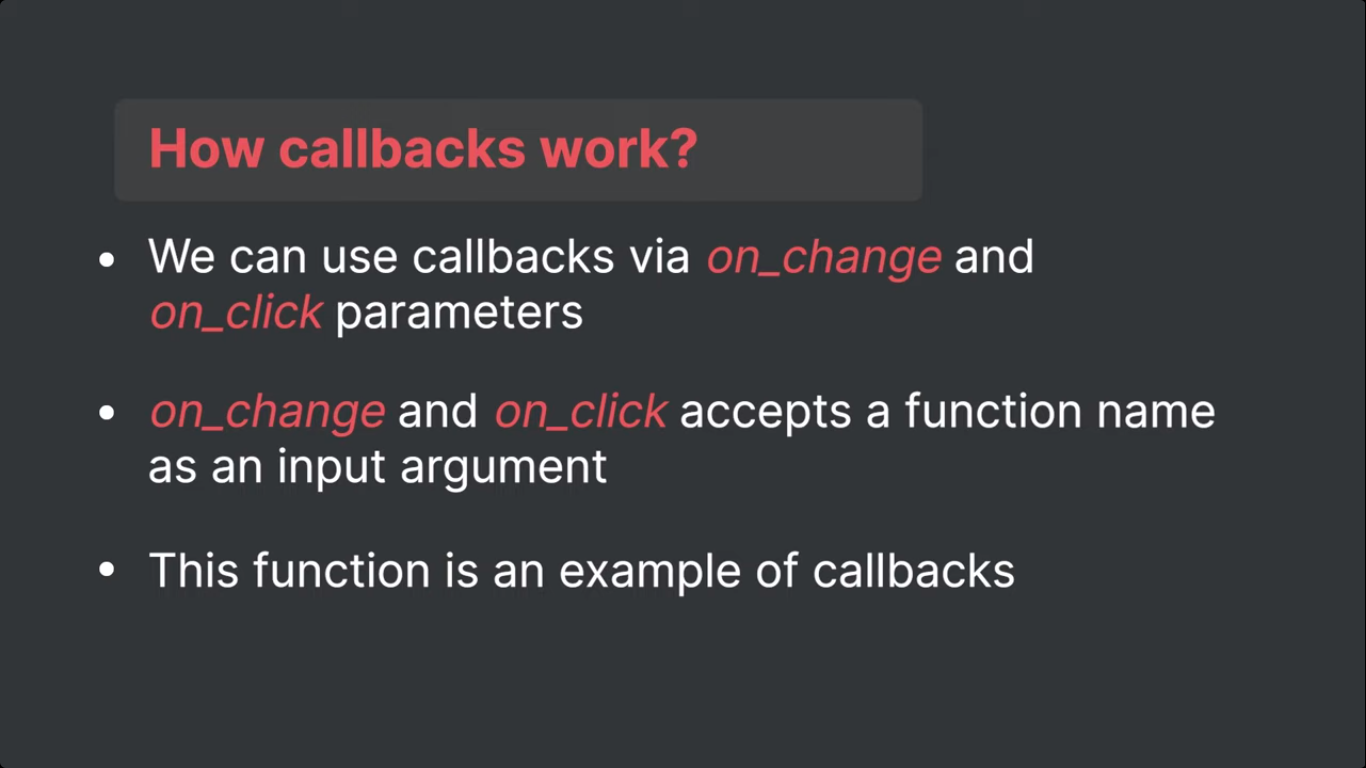 How callbacks work?
• We can use callbacks via on_change and
on_click parameters
• on_change and on_click accepts a function name
as an input argument
• This function is an example of callbacks